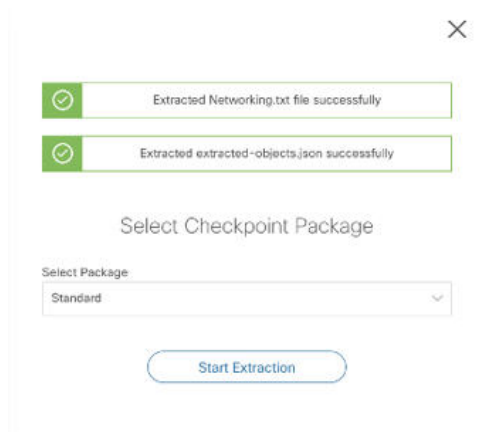 Extracted Networking.txt file successfully
Extracted extracted-objects.json successfully
Select Checkpoint Package
Select Package
Standard
Start Extraction